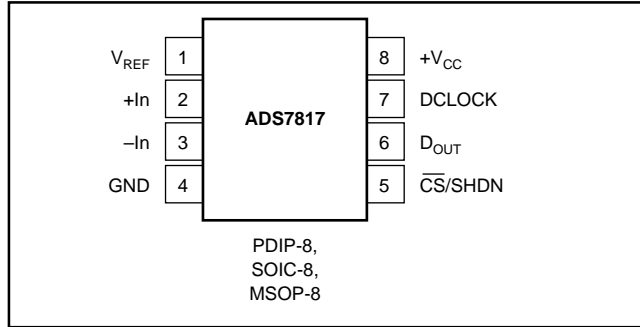 V_REF 1 8 +V_CC
+In 2 7 DCLOCK
ADS7817
–In 3 6 D_OUT
GND 4 5 C̅S̅/SHDN
PDIP-8,
SOIC-8,
MSOP-8